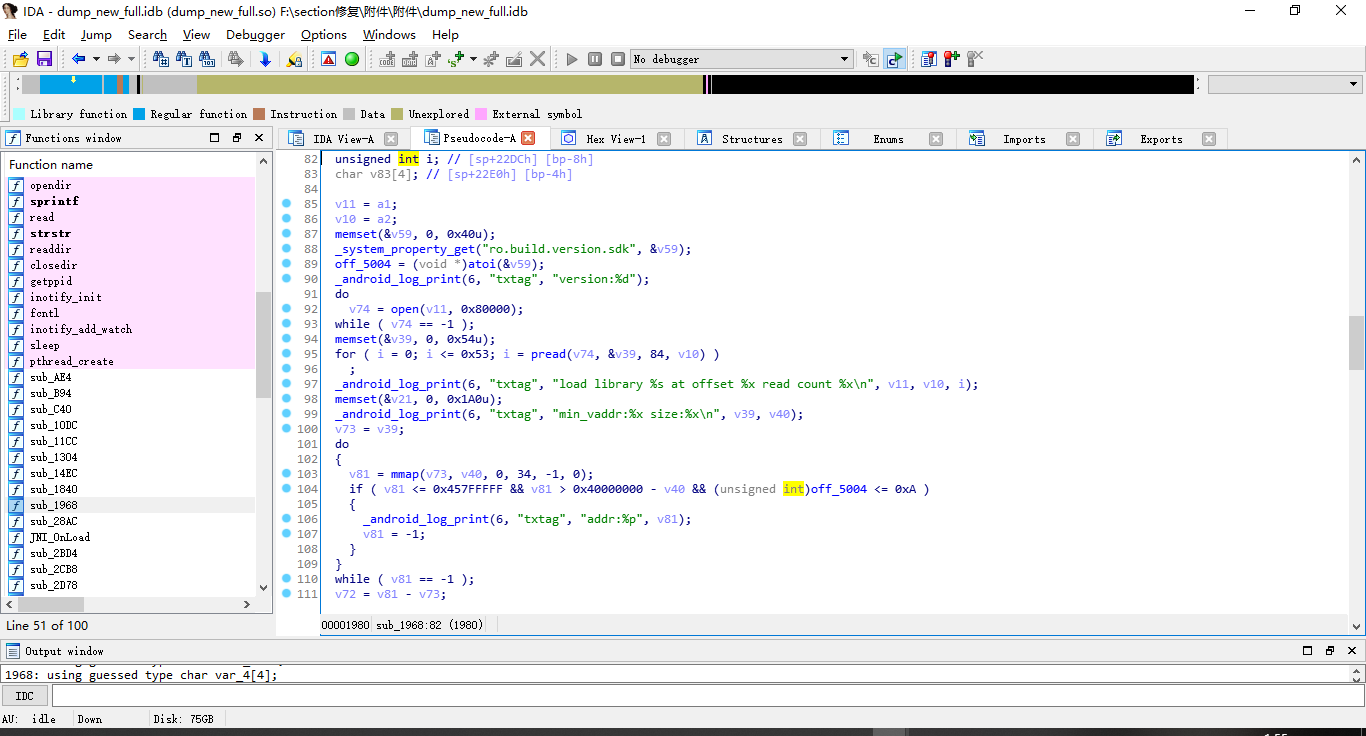 IDA - dump_new_full.idb (dump_new_full.so) F:\section修复\附件\附件\dump_new_full.idb
File Edit Jump Search View Debugger Options Windows Help
No debugger
Library function Regular function Instruction Data Unexplored External symbol
Functions window
IDA View-A Pseudocode-A Hex View-1 Structures Enums Imports Exports
Function name
opendir
sprintf
read
strstr
readdir
closedir
getppid
inotify_init
fcntl
inotify_add_watch
sleep
pthread_create
sub_AE4
sub_B94
sub_C40
sub_10DC
sub_11CC
sub_1304
sub_14EC
sub_1840
sub_1968
sub_28AC
JNI_OnLoad
sub_2BD4
sub_2CB8
sub_2D78
Line 51 of 100
82 unsigned int i; // [sp+22DCh] [bp-8h]
83 char v83[4]; // [sp+22E0h] [bp-4h]
84
85 v11 = a1;
86 v10 = a2;
87 memset(&v59, 0, 0x40u);
88 _system_property_get("ro.build.version.sdk", &v59);
89 off_5004 = (void *)atoi(&v59);
90 _android_log_print(6, "txtag", "version:%d");
91 do
92 v74 = open(v11, 0x80000);
93 while ( v74 == -1 );
94 memset(&v39, 0, 0x54u);
95 for ( i = 0; i <= 0x53; i = pread(v74, &v39, 84, v10) )
96 ;
97 _android_log_print(6, "txtag", "load library %s at offset %x read count %x\n", v11, v10, i);
98 memset(&v21, 0, 0x1A0u);
99 _android_log_print(6, "txtag", "min_vaddr:%x size:%x\n", v39, v40);
100 v73 = v39;
101 do
102 {
103 v81 = mmap(v73, v40, 0, 34, -1, 0);
104 if ( v81 <= 0x457FFFFF && v81 > 0x40000000 - v40 && (unsigned int)off_5004 <= 0xA )
105 {
106 _android_log_print(6, "txtag", "addr:%p", v81);
107 v81 = -1;
108 }
109 }
110 while ( v81 == -1 );
111 v72 = v81 - v73;
00001980 sub_1968:82 (1980)
Output window
1968: using guessed type char var_4[4];
IDC
AU: idle Down Disk: 75GB